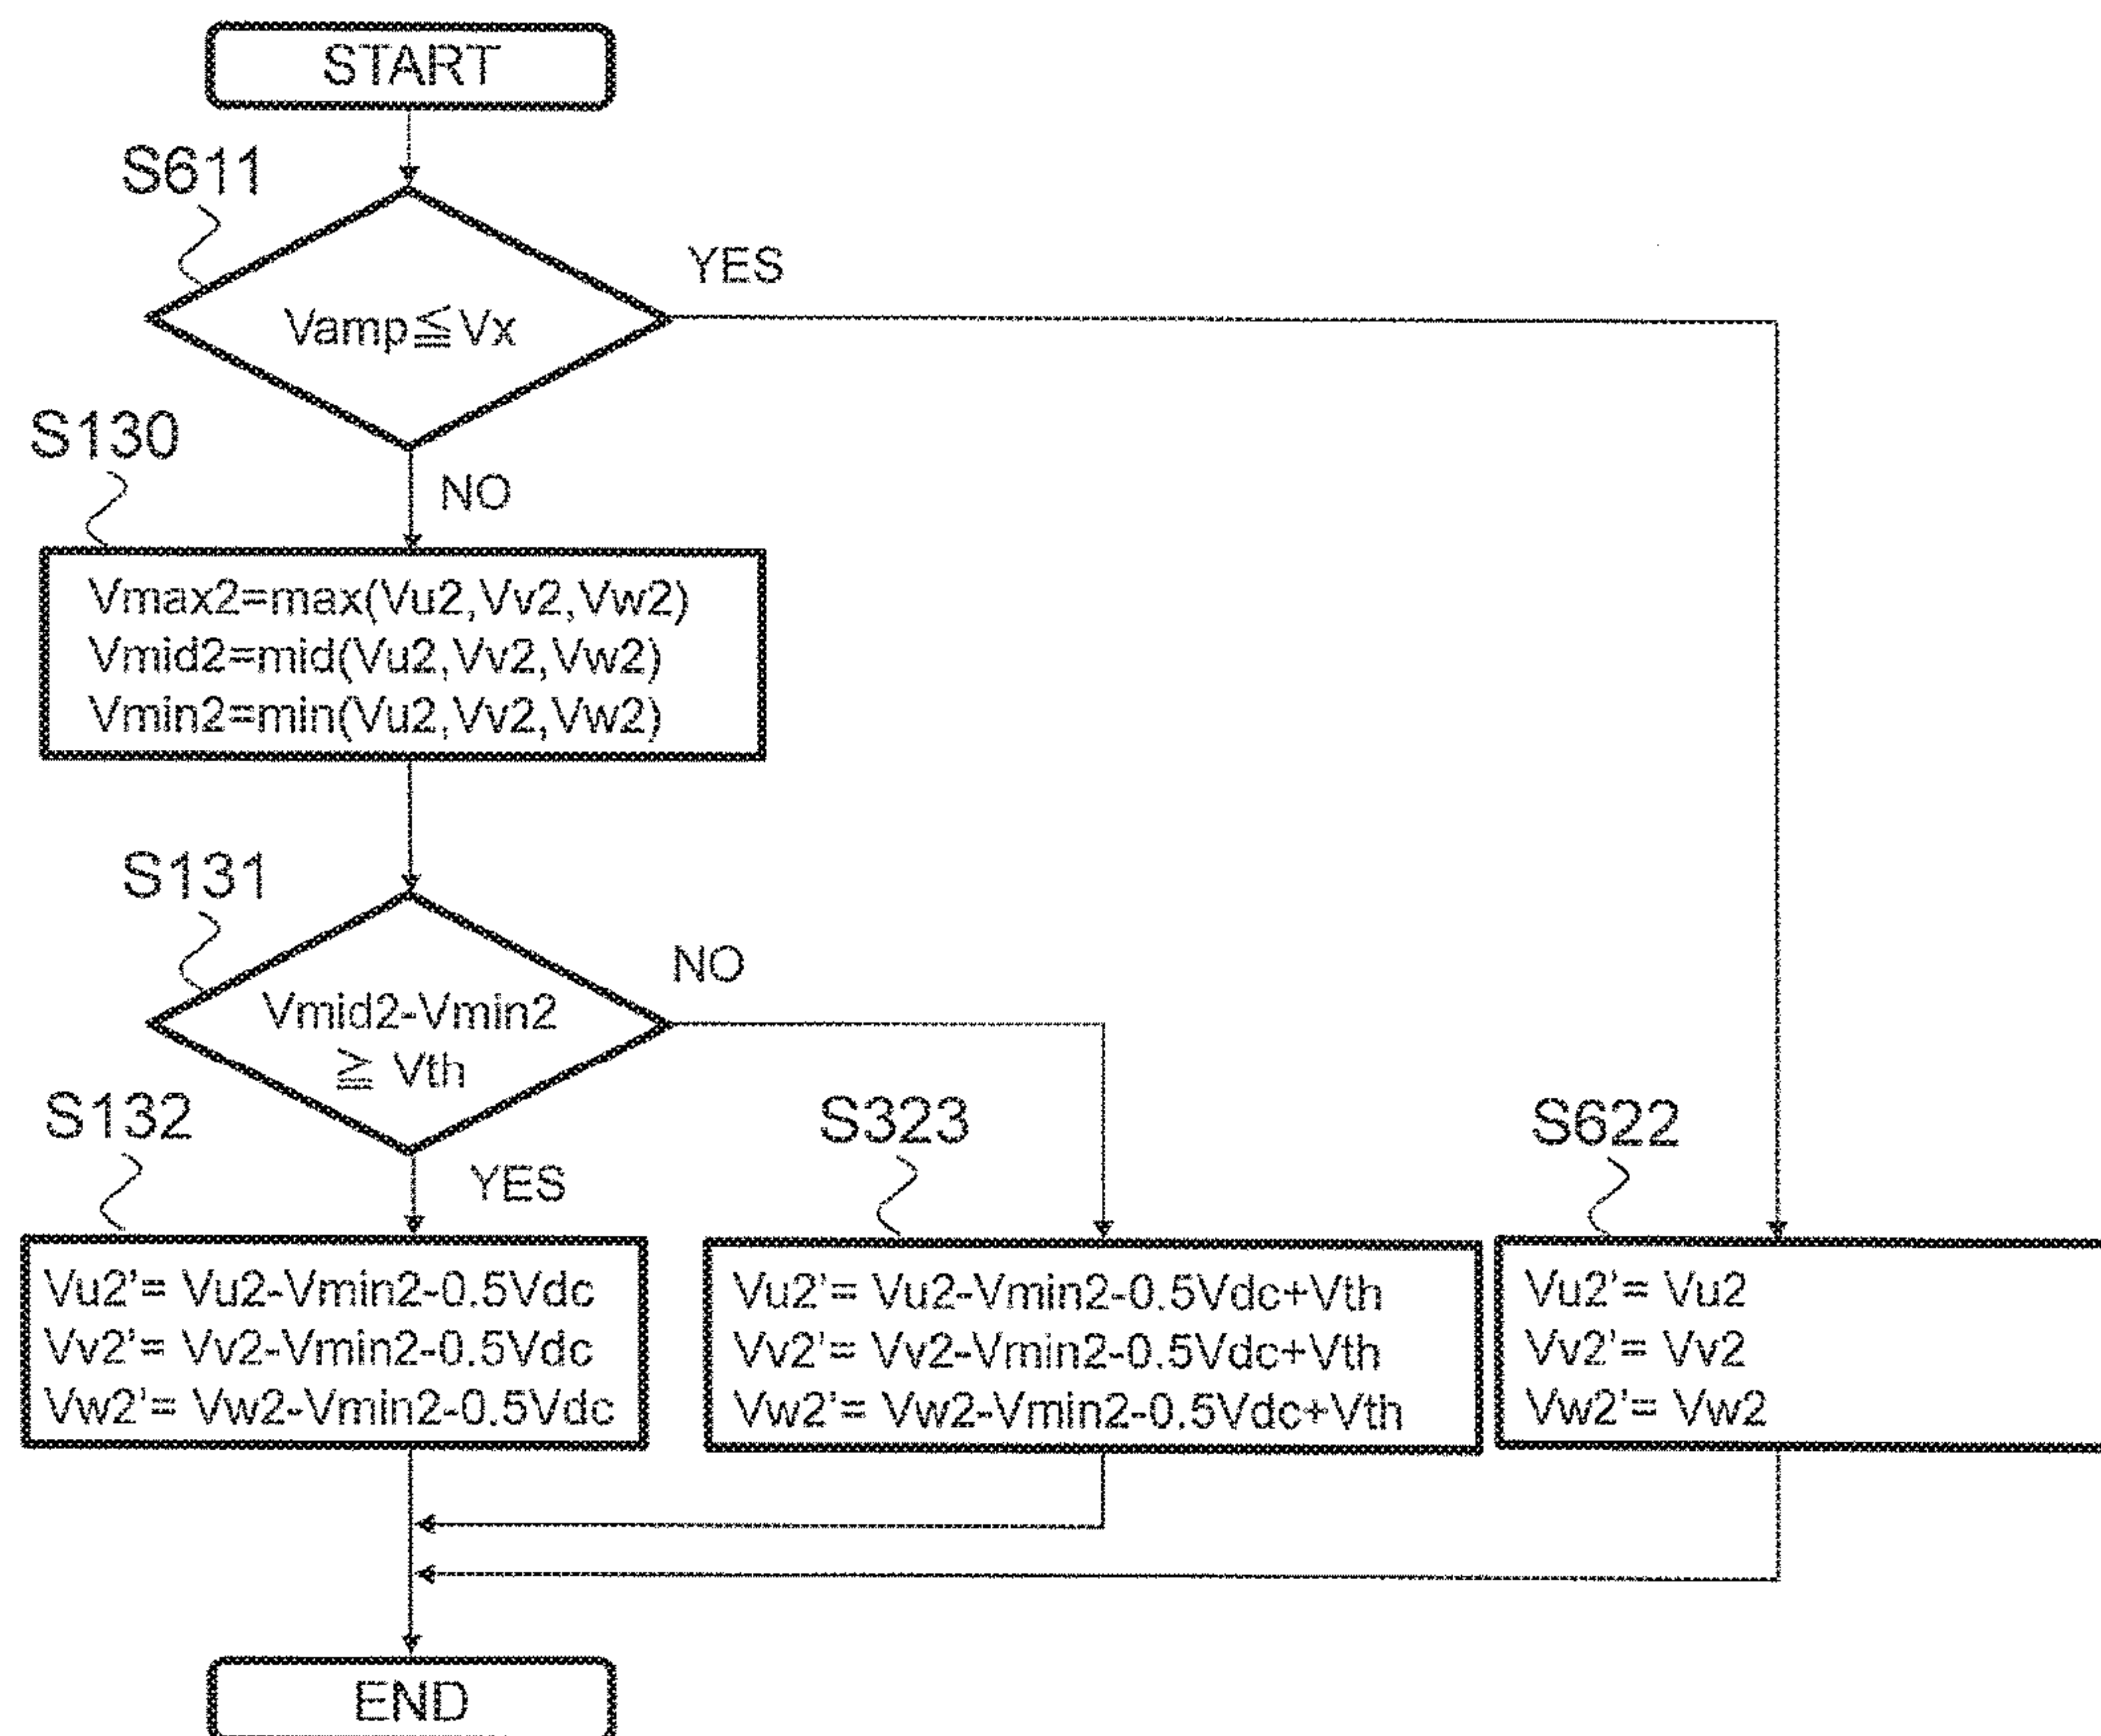 START
S611
YES
Vamp≦Vx
S130
NO
Vmax2=max(Vu2,Vv2,Vw2)
Vmid2=mid(Vu2,Vv2,Vw2)
Vmin2=min(Vu2,Vv2,Vw2)
S131
NO
Vmid2-Vmin2
≧ Vth
S132
YES
S323
S622
Vu2'= Vu2-Vmin2-0.5Vdc
Vv2'= Vv2-Vmin2-0.5Vdc
Vw2'= Vw2-Vmin2-0.5Vdc
Vu2'= Vu2-Vmin2-0.5Vdc+Vth
Vv2'= Vv2-Vmin2-0.5Vdc+Vth
Vw2'= Vw2-Vmin2-0.5Vdc+Vth
Vu2'= Vu2
Vv2'= Vv2
Vw2'= Vw2
END